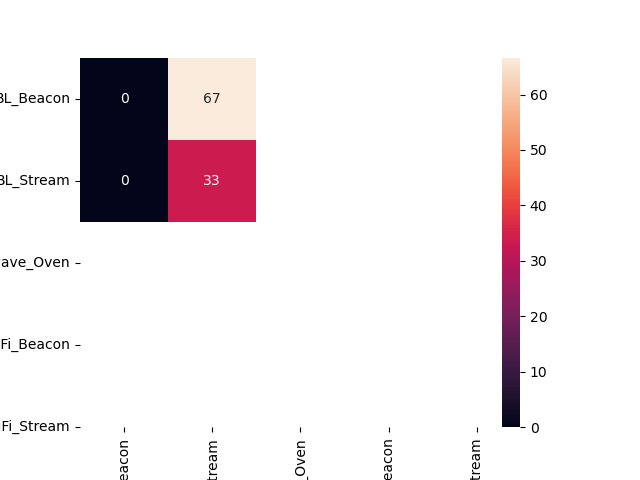 BL_Beacon
0
67
BL_Stream
0
33
ave_Oven
Fi_Beacon
Fi_Stream
eacon
tream
_Oven
eacon
tream
60
50
40
30
20
10
0